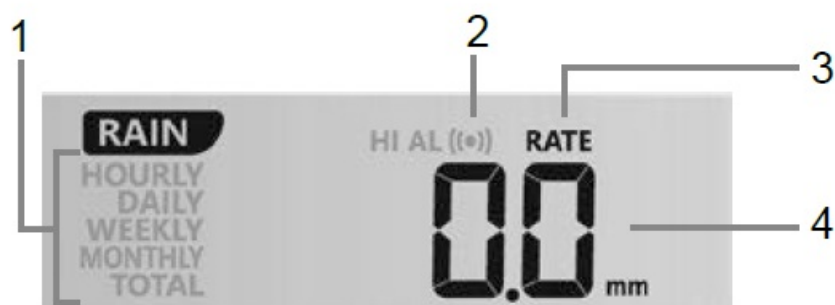 1
2
3
RAIN
HI AL ((•)) RATE
HOURLY
DAILY
WEEKLY
MONTHLY
TOTAL
0.0 mm
4